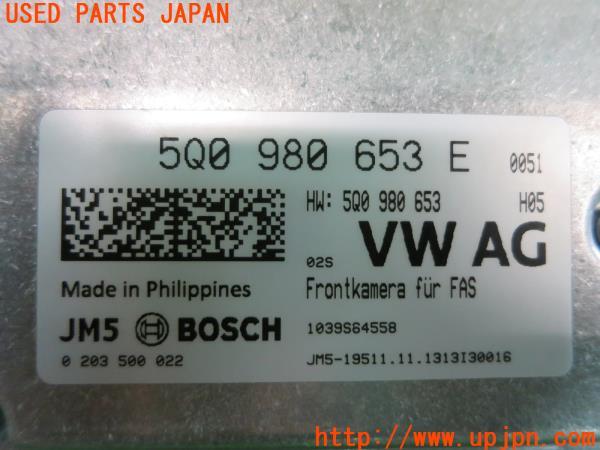 USED PARTS JAPAN
5Q0 980 653 E 0051
HW: 5Q0 980 653 H05
02S VW AG
Made in Philippines Frontkamera für FAS
JM5 BOSCH 1039S64558
0 203 500 022 JM5-19511.11.1313I30016
http://www.upjpn.com